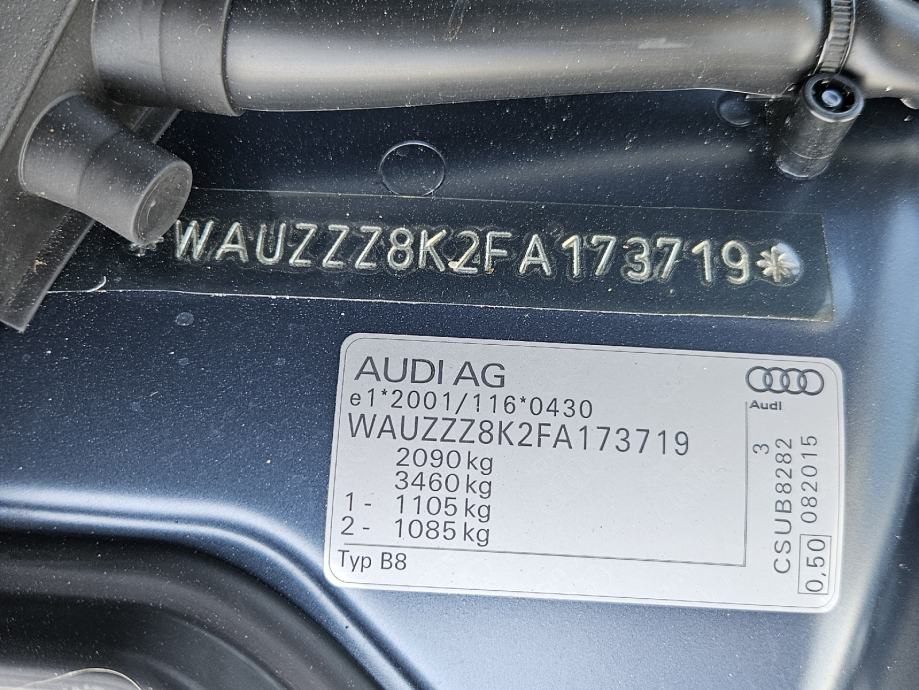 *WAUZZZ8K2FA173719*
AUDI AG
Audi
e1*2001/116*0430
WAUZZZ8K2FA173719
2090 kg
3460 kg
1 - 1105 kg
2 - 1085 kg
Typ B8
3
CSUB8282
0,50 082015